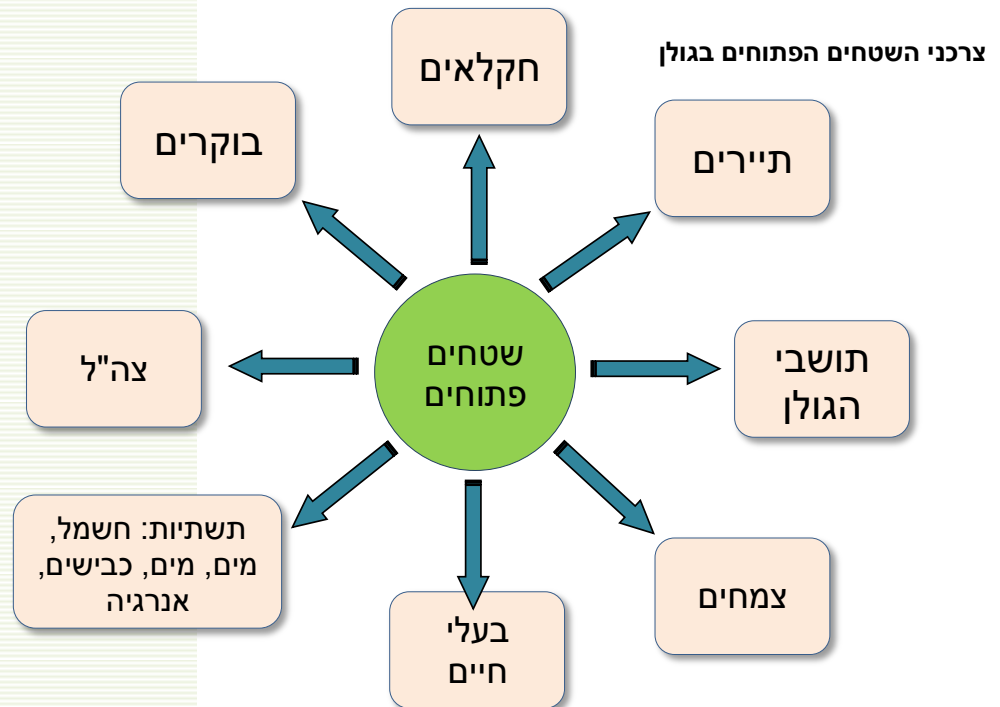 צרכני השטחים הפתוחים בגולן
חקלאים
תיירים
תושבי
הגולן
צמחים
בעלי
חיים
תשתיות: חשמל,
מים, מים, כבישים,
אנרגיה
צה"ל
בוקרים
שטחים
פתוחים